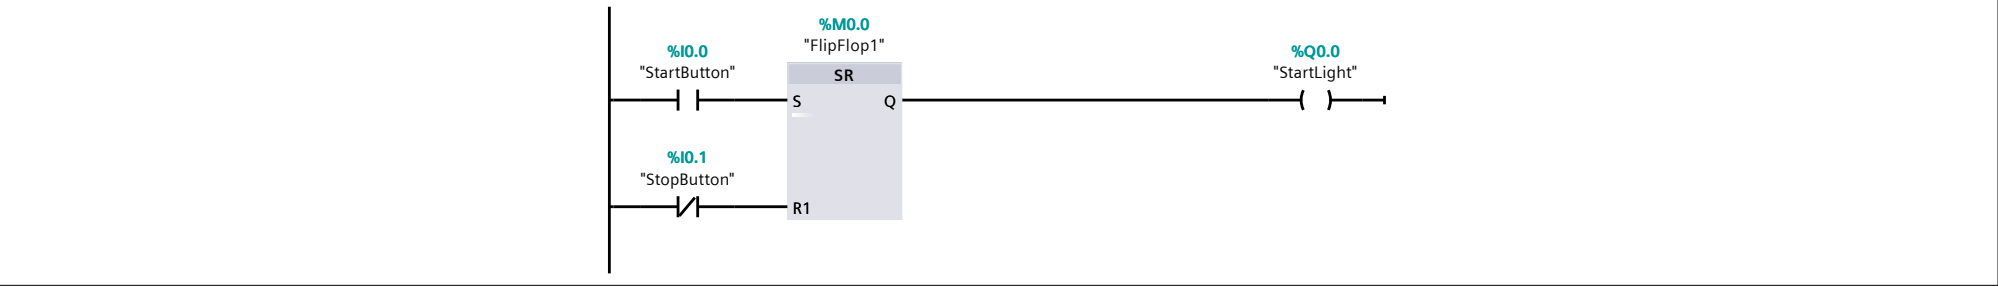 %M0.0
"FlipFlop1"
%I0.0
"StartButton"
%Q0.0
"StartLight"
SR
S
Q
%I0.1
"StopButton"
R1